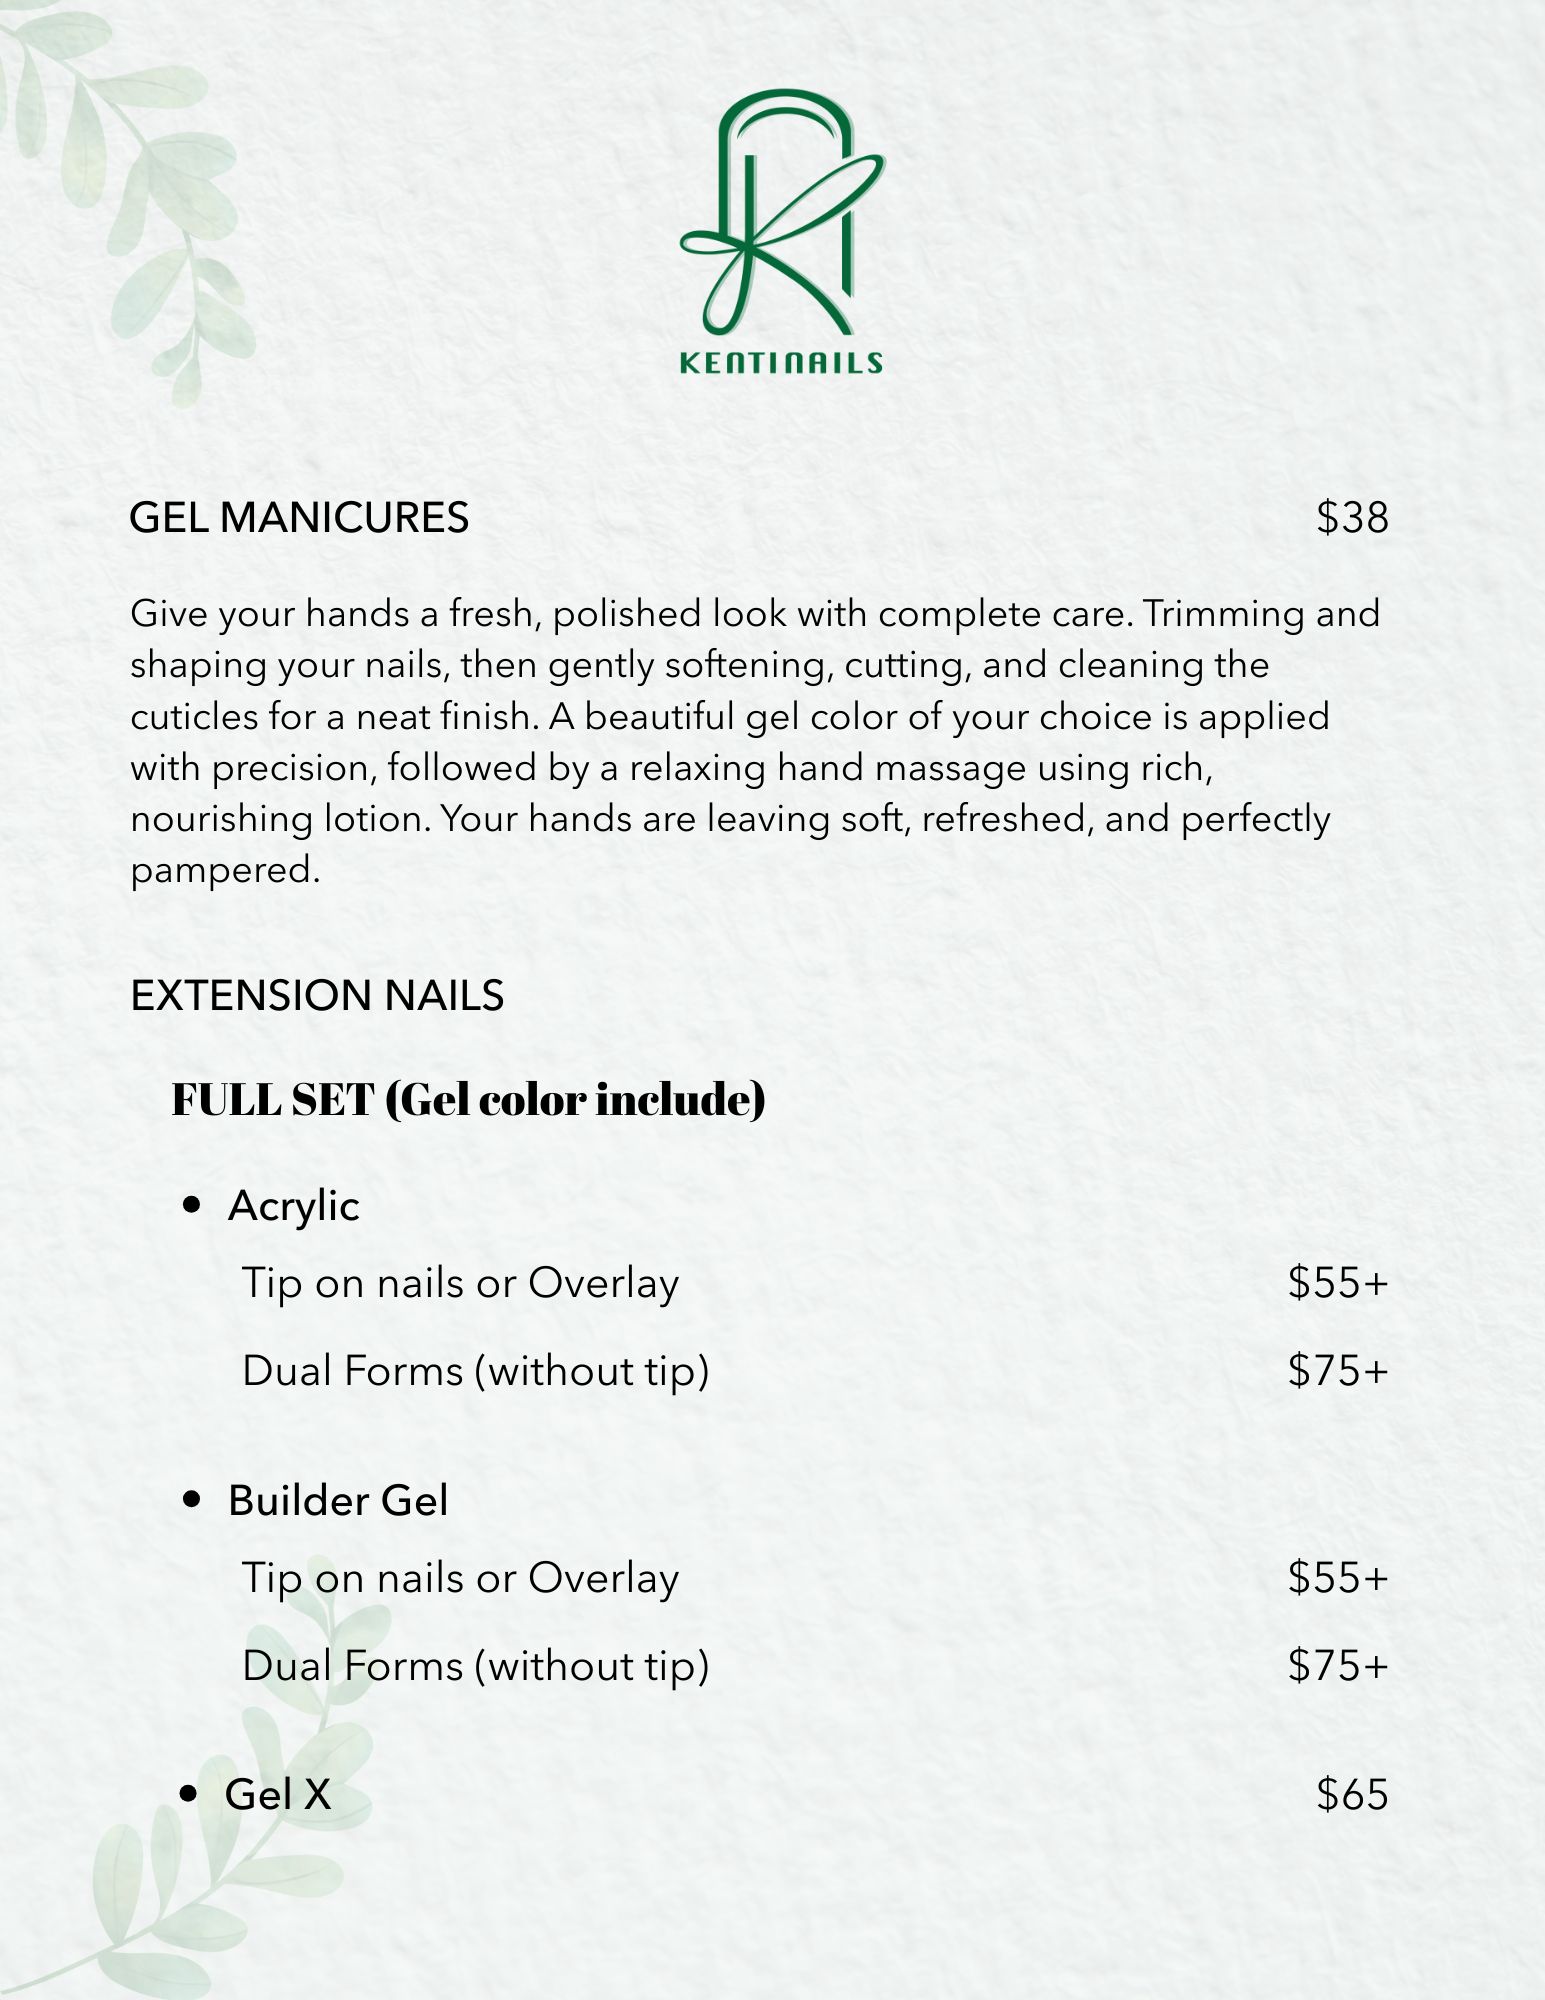 KENTINAILS
GEL MANICURES $38
Give your hands a fresh, polished look with complete care. Trimming and
shaping your nails, then gently softening, cutting, and cleaning the
cuticles for a neat finish. A beautiful gel color of your choice is applied
with precision, followed by a relaxing hand massage using rich,
nourishing lotion. Your hands are leaving soft, refreshed, and perfectly
pampered.
EXTENSION NAILS
FULL SET (Gel color include)
• Acrylic
Tip on nails or Overlay $55+
Dual Forms (without tip) $75+
• Builder Gel
Tip on nails or Overlay $55+
Dual Forms (without tip) $75+
• Gel X $65